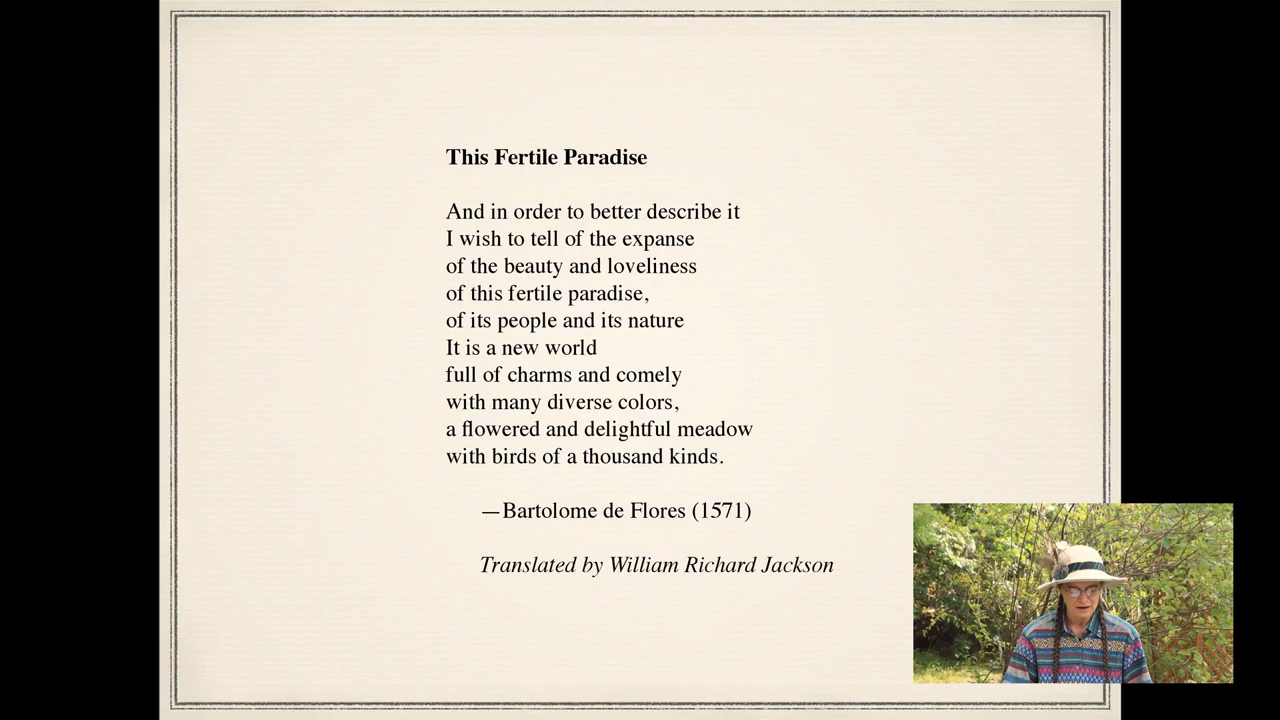 This Fertile Paradise
And in order to better describe it
I wish to tell of the expanse
of the beauty and loveliness
of this fertile paradise,
of its people and its nature
It is a new world
full of charms and comely
with many diverse colors,
a flowered and delightful meadow
with birds of a thousand kinds.
—Bartolome de Flores (1571)
Translated by William Richard Jackson